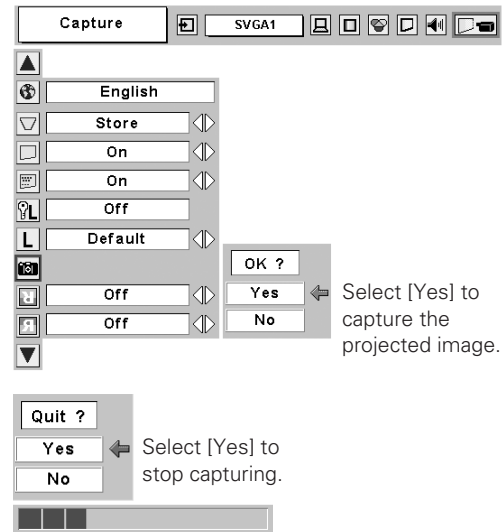 Capture
SVGA1
English
Store
On
On
L
Off
L
Default
OK ?
Off
Yes
Select [Yes] to
Off
No
capture the
projected image.
Quit ?
Yes
Select [Yes] to
No
stop capturing.